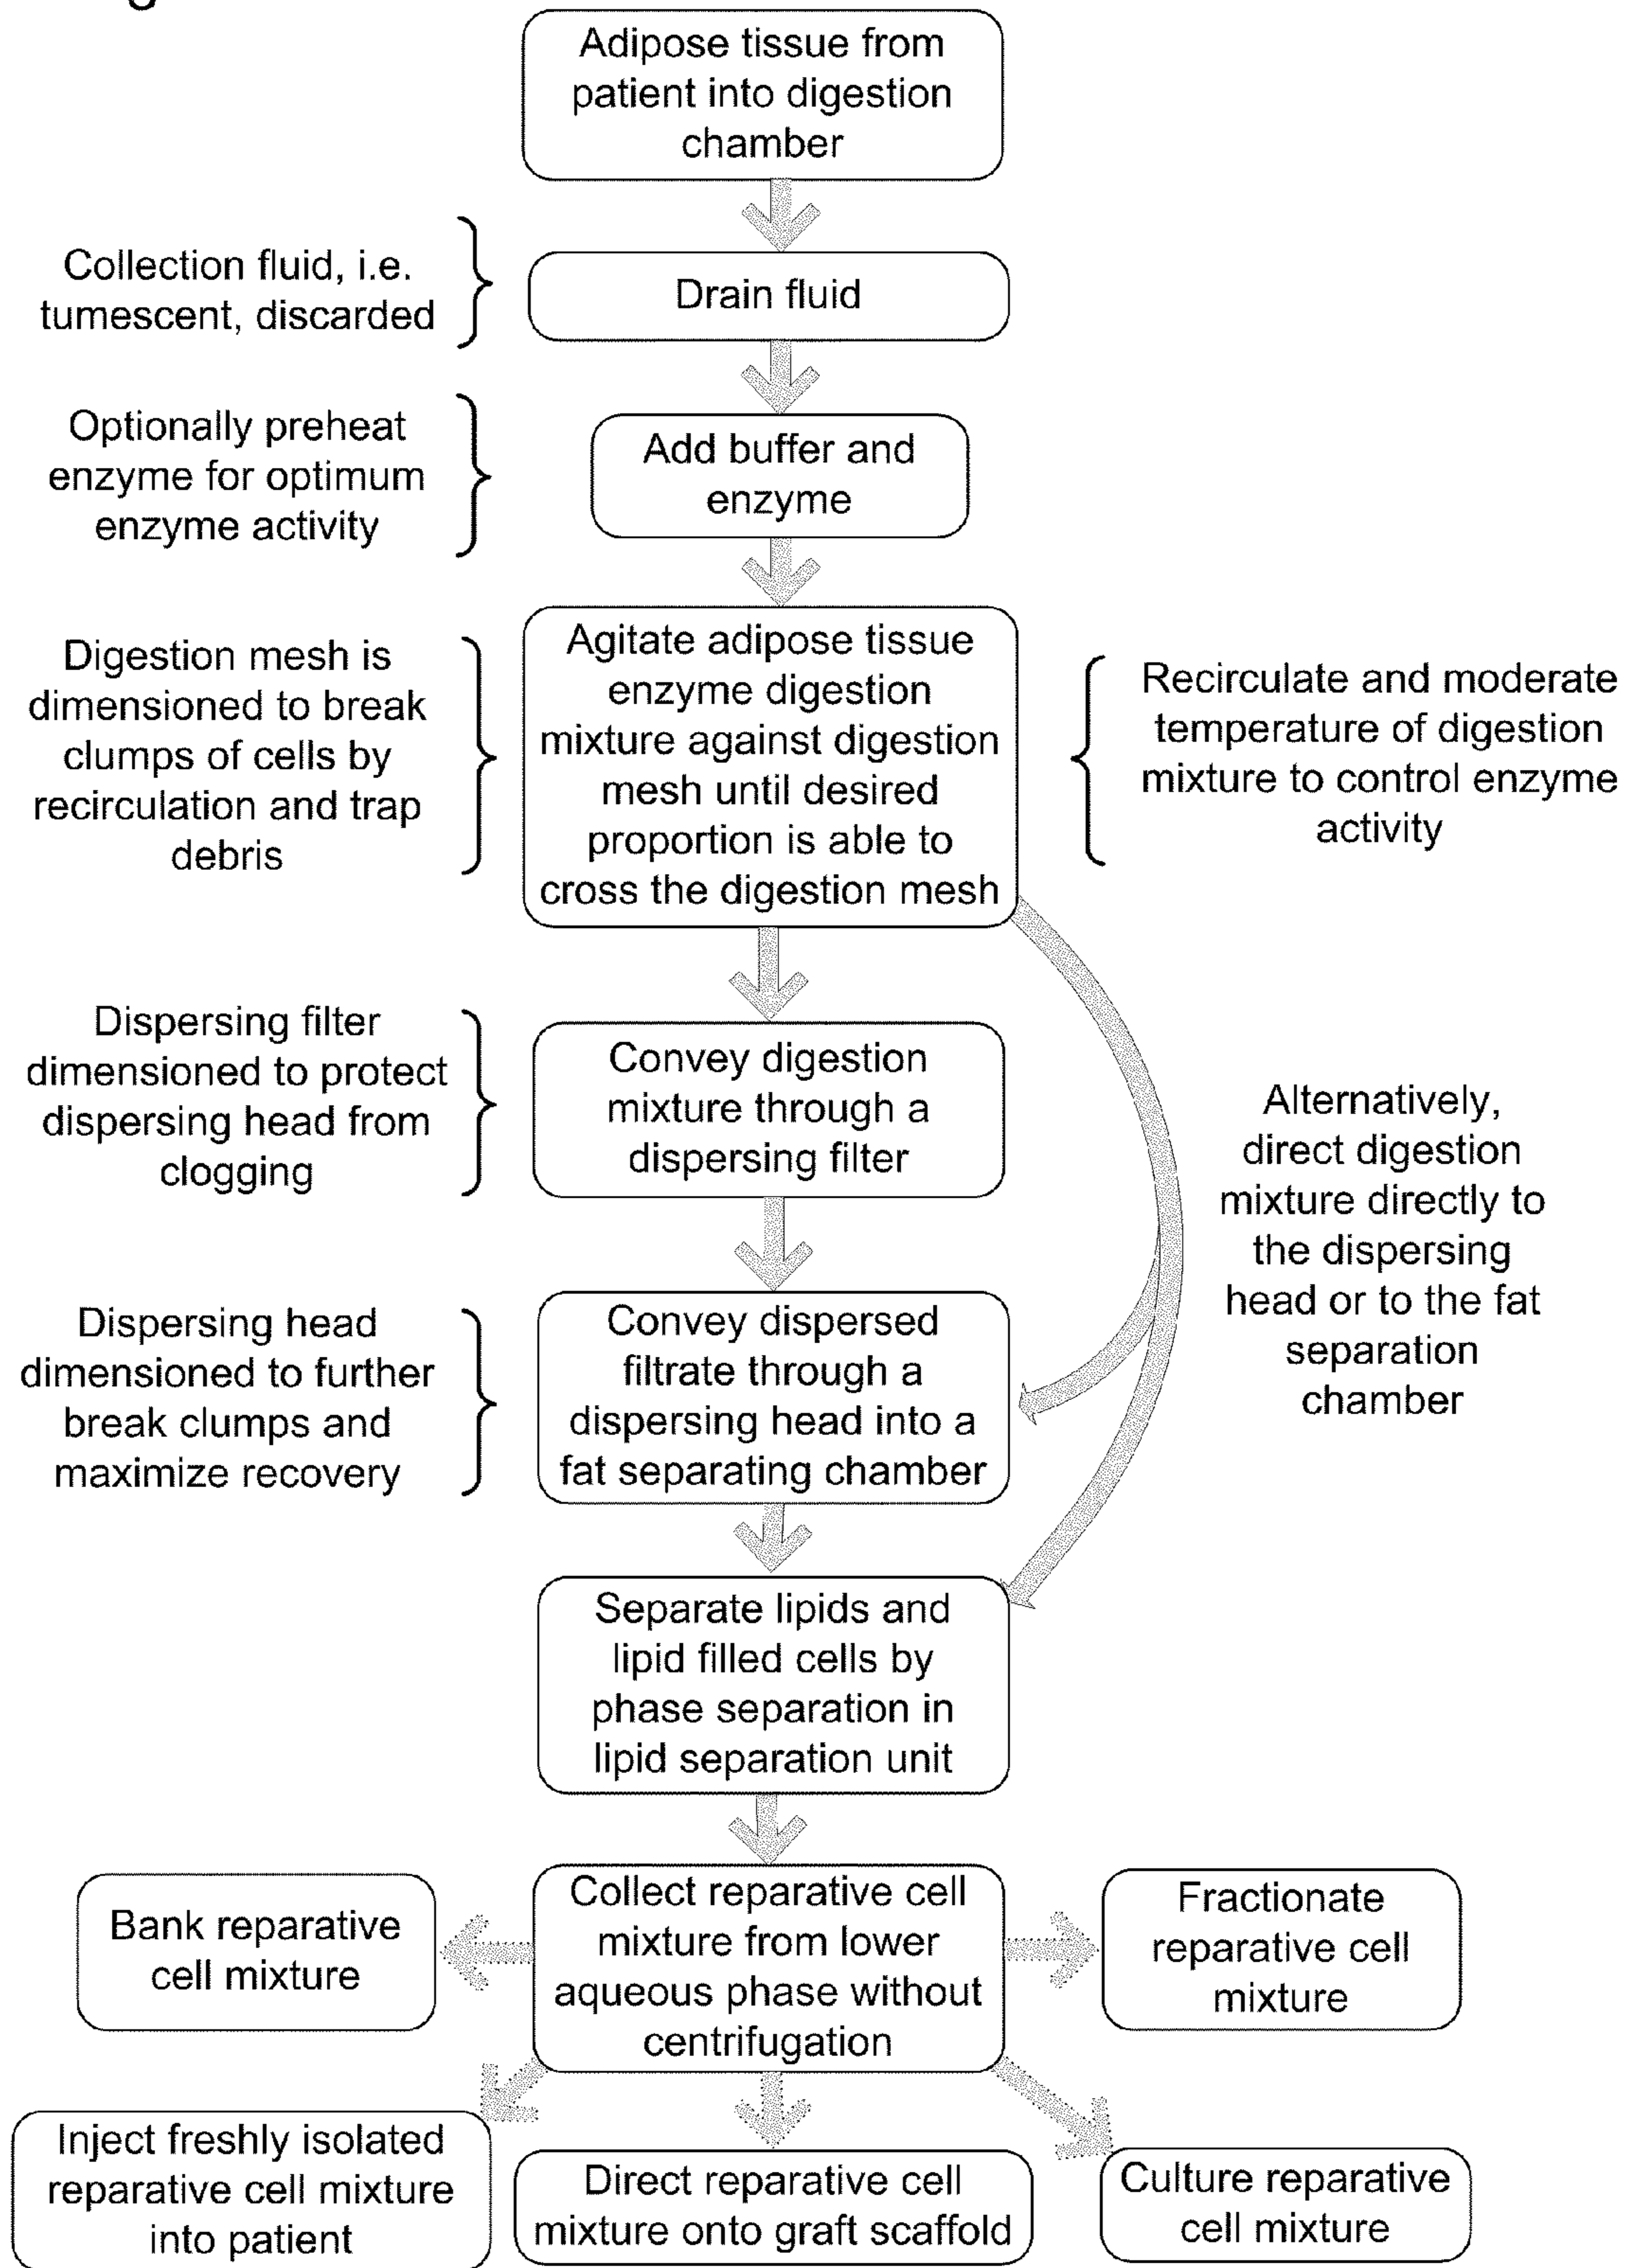 Adipose tissue from
patient into digestion
chamber
Collection fluid, i.e.
tumescent, discarded
Drain fluid
Optionally preheat
enzyme for optimum
enzyme activity
Add buffer and
enzyme
Digestion mesh is
dimensioned to break
clumps of cells by
recirculation and trap
debris
Agitate adipose tissue
enzyme digestion
mixture against digestion
mesh until desired
proportion is able to
cross the digestion mesh
Recirculate and moderate
temperature of digestion
mixture to control enzyme
activity
Dispersing filter
dimensioned to protect
dispersing head from
clogging
Convey digestion
mixture through a
dispersing filter
Alternatively,
direct digestion
mixture directly to
the dispersing
head or to the fat
separation
chamber
Dispersing head
dimensioned to further
break clumps and
maximize recovery
Convey dispersed
filtrate through a
dispersing head into a
fat separating chamber
Separate lipids and
lipid filled cells by
phase separation in
lipid separation unit
Bank reparative
cell mixture
Collect reparative cell
mixture from lower
aqueous phase without
centrifugation
Fractionate
reparative cell
mixture
Inject freshly isolated
reparative cell mixture
into patient
Direct reparative cell
mixture onto graft scaffold
Culture reparative
cell mixture